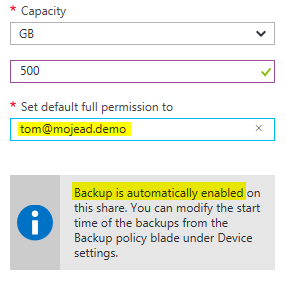 * Capacity
GB
500
* Set default full permission to
tom@mojead.demo
Backup is automatically enabled on
this share. You can modify the start
time of the backups from the
Backup policy blade under Device
settings.